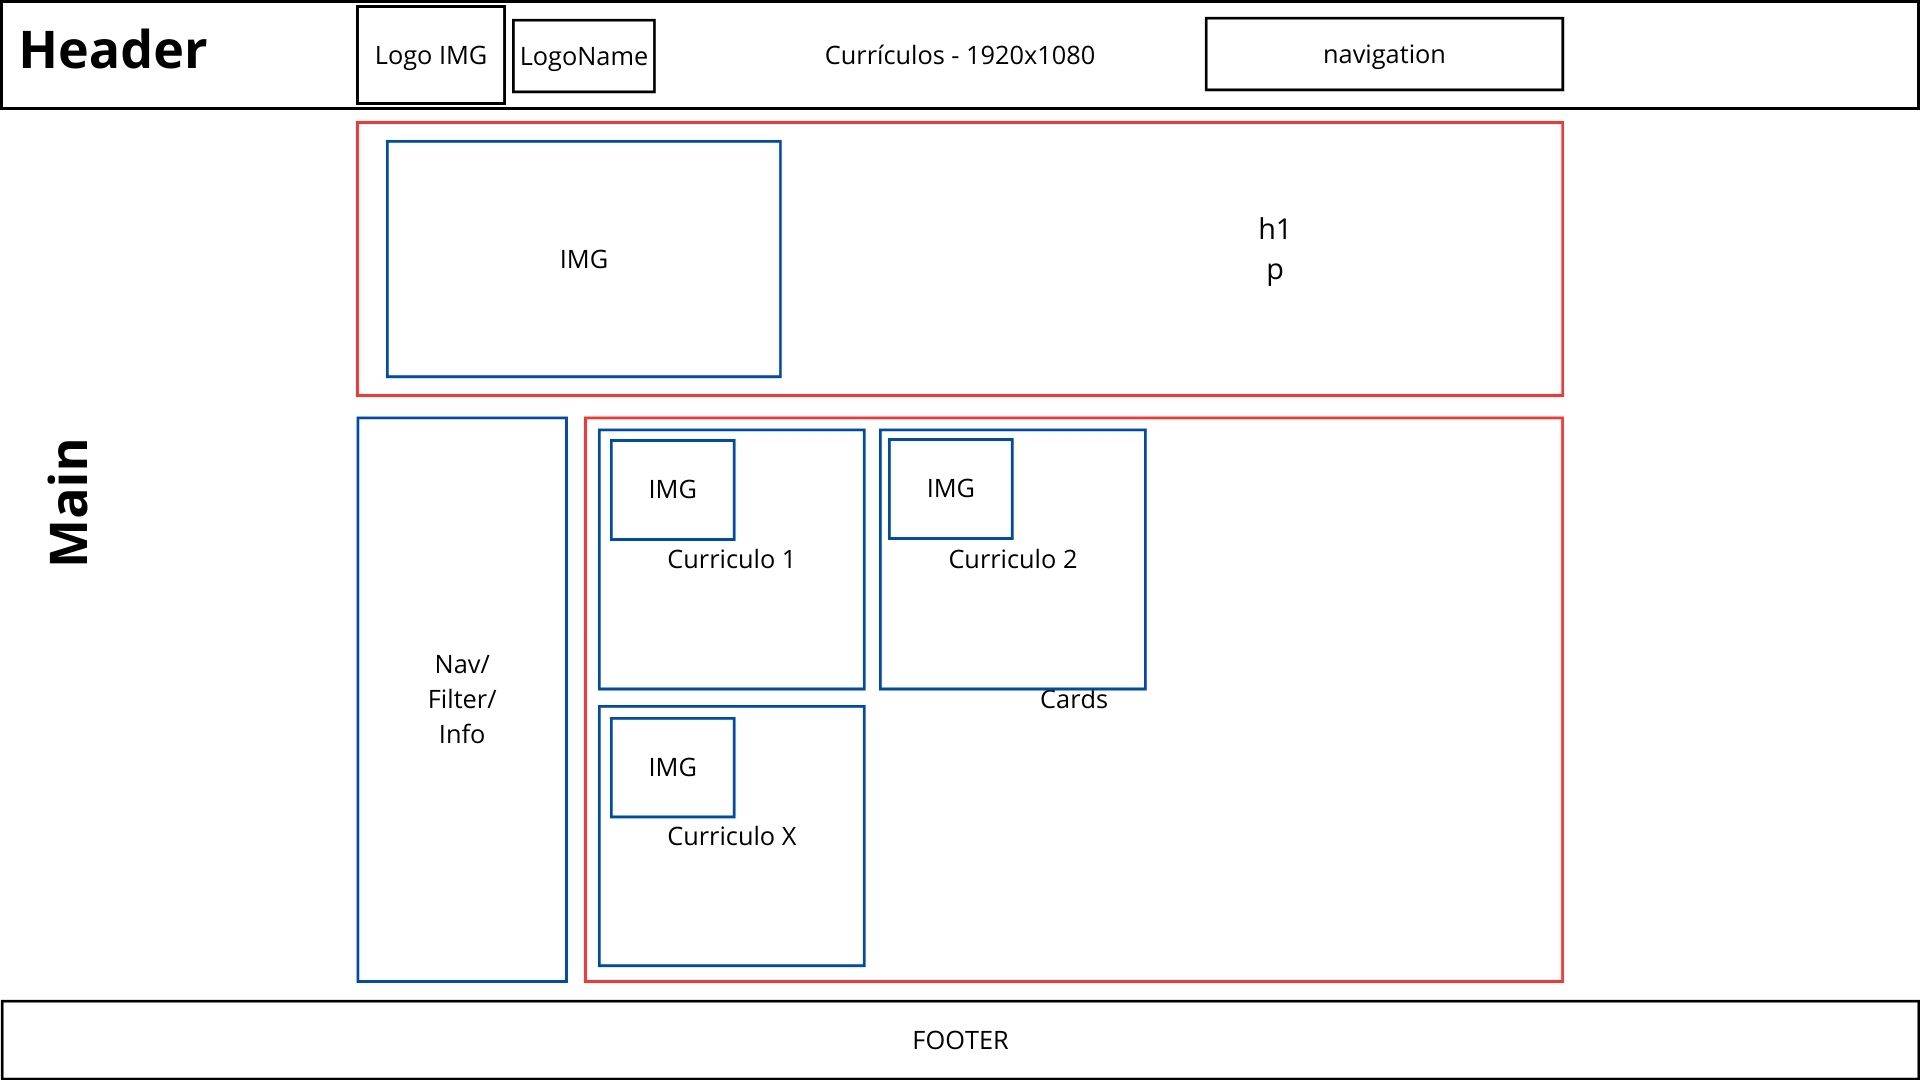 Header
Logo IMG
LogoName
Currículos - 1920x1080
navigation
Main
IMG
h1
p
Nav/
Filter/
Info
IMG
Curriculo 1
IMG
Curriculo 2
Cards
IMG
Curriculo X
FOOTER